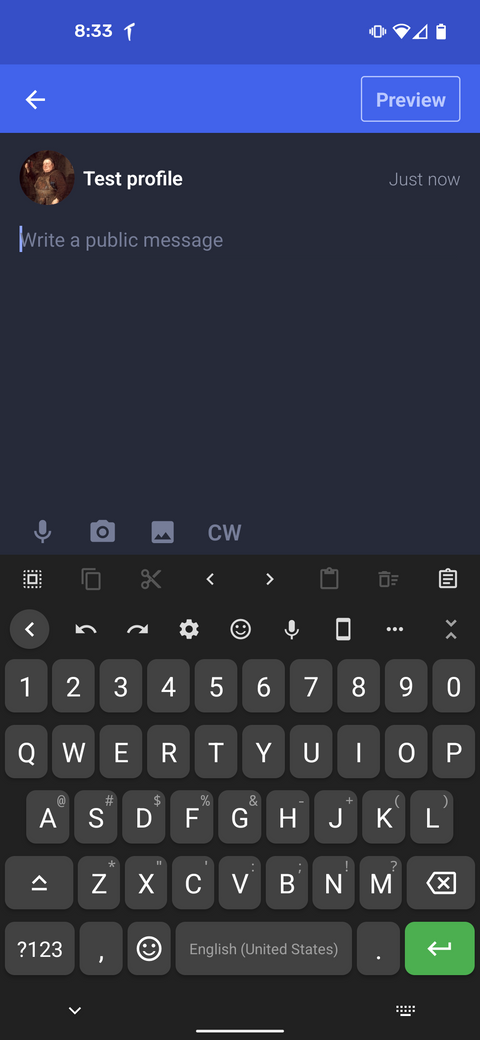 8:33
Preview
Test profile
Just now
Write a public message
CW
1 2 3 4 5 6 7 8 9 0
Q W E R T Y U I O P
@ # $ % & - + ( )
A S D F G H J K L
* " ' : ; ! ?
Z X C V B N M
?123 , English (United States) .